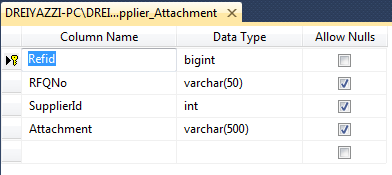 DREIYAZZI-PC\DREI...pplier_Attachment
Column Name Data Type Allow Nulls
Refid bigint
RFQNo varchar(50)
SupplierId int
Attachment varchar(500)